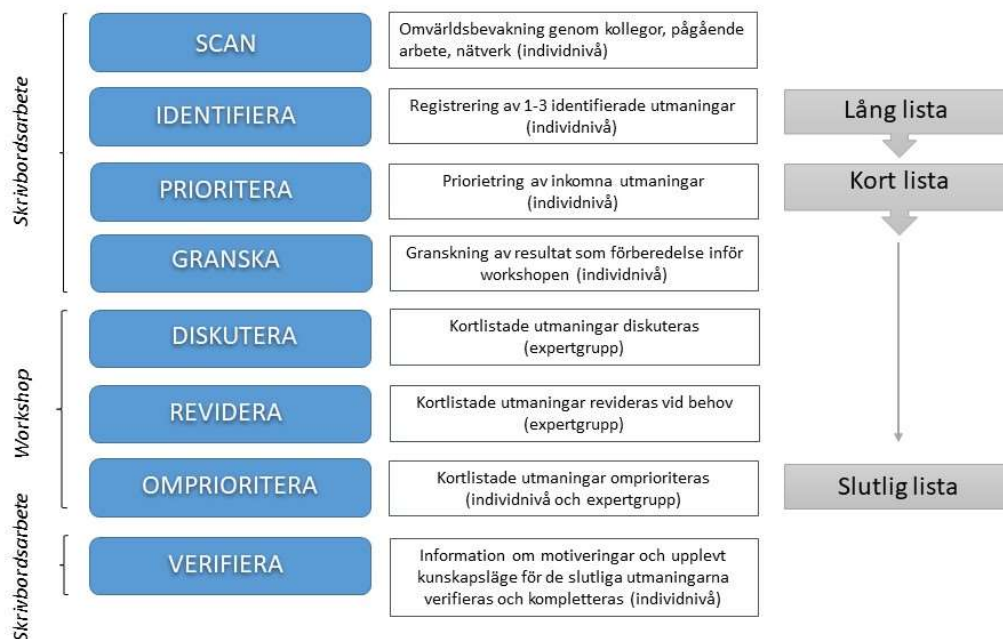 Skrivbordsarbete
SCAN
Omvärldsbevakning genom kollegor, pågående
arbete, nätverk (individnivå)
IDENTIFIERA
Registrering av 1-3 identifierade utmaningar
(individnivå)
Lång lista
PRIORITERA
Priorietring av inkomna utmaningar
(individnivå)
Kort lista
GRANSKA
Granskning av resultat som förberedelse inför
workshopen (individnivå)
Workshop
DISKUTERA
Kortlistade utmaningar diskuteras
(expertgrupp)
REVIDERA
Kortlistade utmaningar revideras vid behov
(expertgrupp)
OMPRIORITERA
Kortlistade utmaningar omprioriteras
(individnivå och expertgrupp)
Slutlig lista
Skrivbordsarbete
VERIFIERA
Information om motiveringar och upplevt
kunskapsläge för de slutliga utmaningarna
verifieras och kompletteras (individnivå)